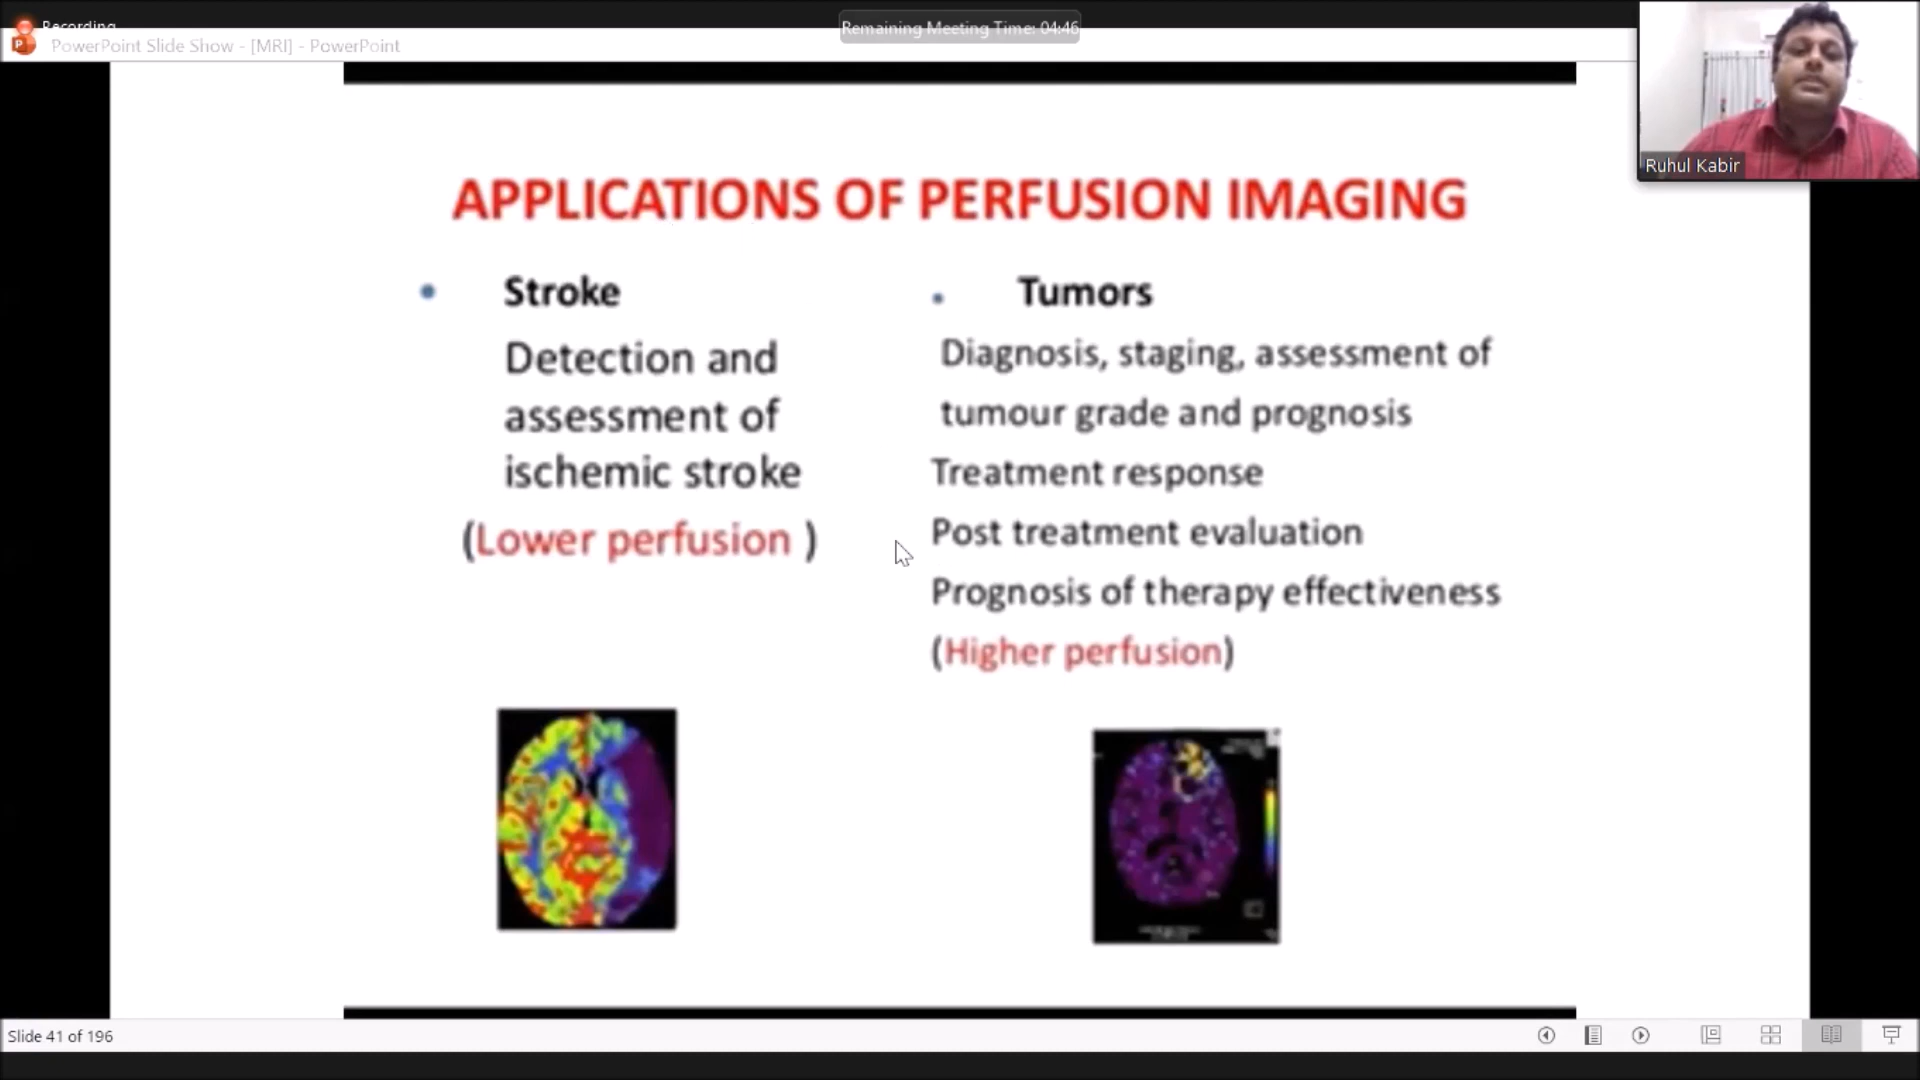 Recording
Remaining Meeting Time: 04:46
PowerPoint Slide Show - [MRI] - PowerPoint
Ruhul Kabir
APPLICATIONS OF PERFUSION IMAGING
• Stroke
Detection and
assessment of
ischemic stroke
(Lower perfusion )
• Tumors
Diagnosis, staging, assessment of
tumour grade and prognosis
Treatment response
Post treatment evaluation
Prognosis of therapy effectiveness
(Higher perfusion)
Slide 41 of 196